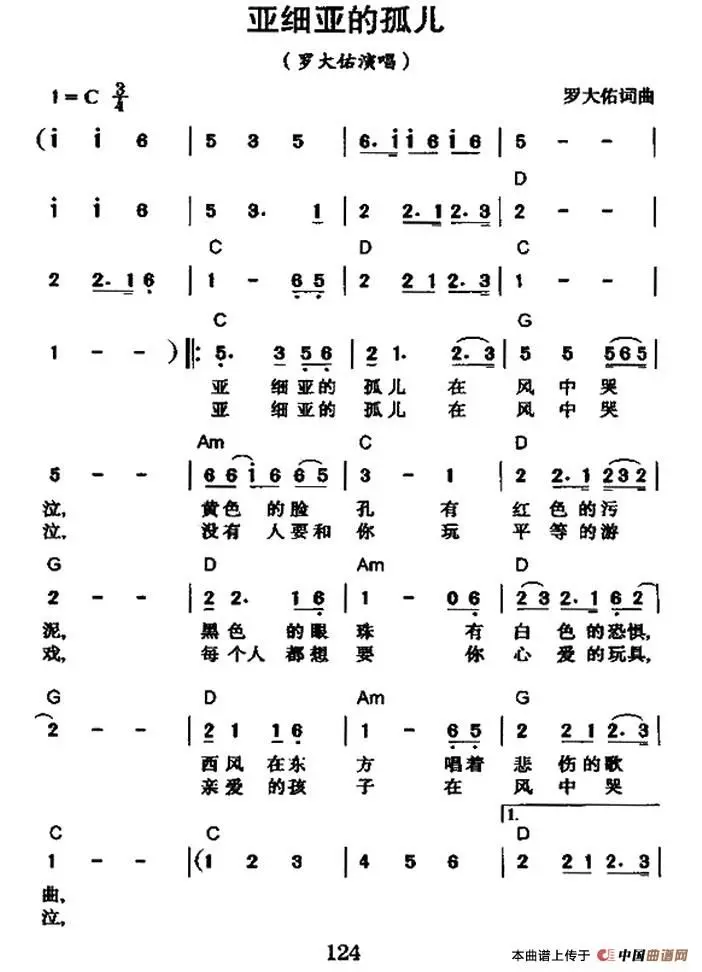 亚细亚的孤儿
（罗大佑演唱）
1=C 3/4 罗大佑词曲
(i i 6 | 5 3 5 | 6. i i 6 i 6 | 5 - - |
D
i i 6 | 5 3. 1 | 2 2. 1 2. 3 | 2 - - |
C D C
2 2. 1 6 | 1 - 6 5 | 2 2 1 2. 3 | 1 - - |
C G
1 - - ) |: 5. 3 5 6 | 2 1. 2. 3 | 5 5 5 6 5 |
亚 细亚的 孤儿 在 风 中 哭
亚 细亚的 孤儿 在 风 中 哭
Am C D
5 - - | 6 6 i 6 6 5 | 3 - 1 | 2 2. 1 2 3 2 |
泣, 黄色 的脸 孔 有 红 色 的污
泣, 没有 人要和 你 玩 平 等 的游
G D Am D
2 - - | 2 2. 1 6 | 1 - 0 6 | 2 3 2. 1 6 2 |
泥, 黑色 的眼 珠 有 白 色 的恐惧,
戏, 每个人 都想 要 你 心 爱 的玩具,
G D Am G
2 - - | 2 1 1 6 | 1 - 6 5 | 2 2 1 2. 3 |
西风 在东 方 唱着 悲 伤的歌
亲爱 的孩 子 在 风 中 哭
1.
C C D
1 - - | (1 2 3 | 4 5 6 | 2 2 1 2. 3 |
曲,
泣,
124
本曲谱上传于 中国曲谱网